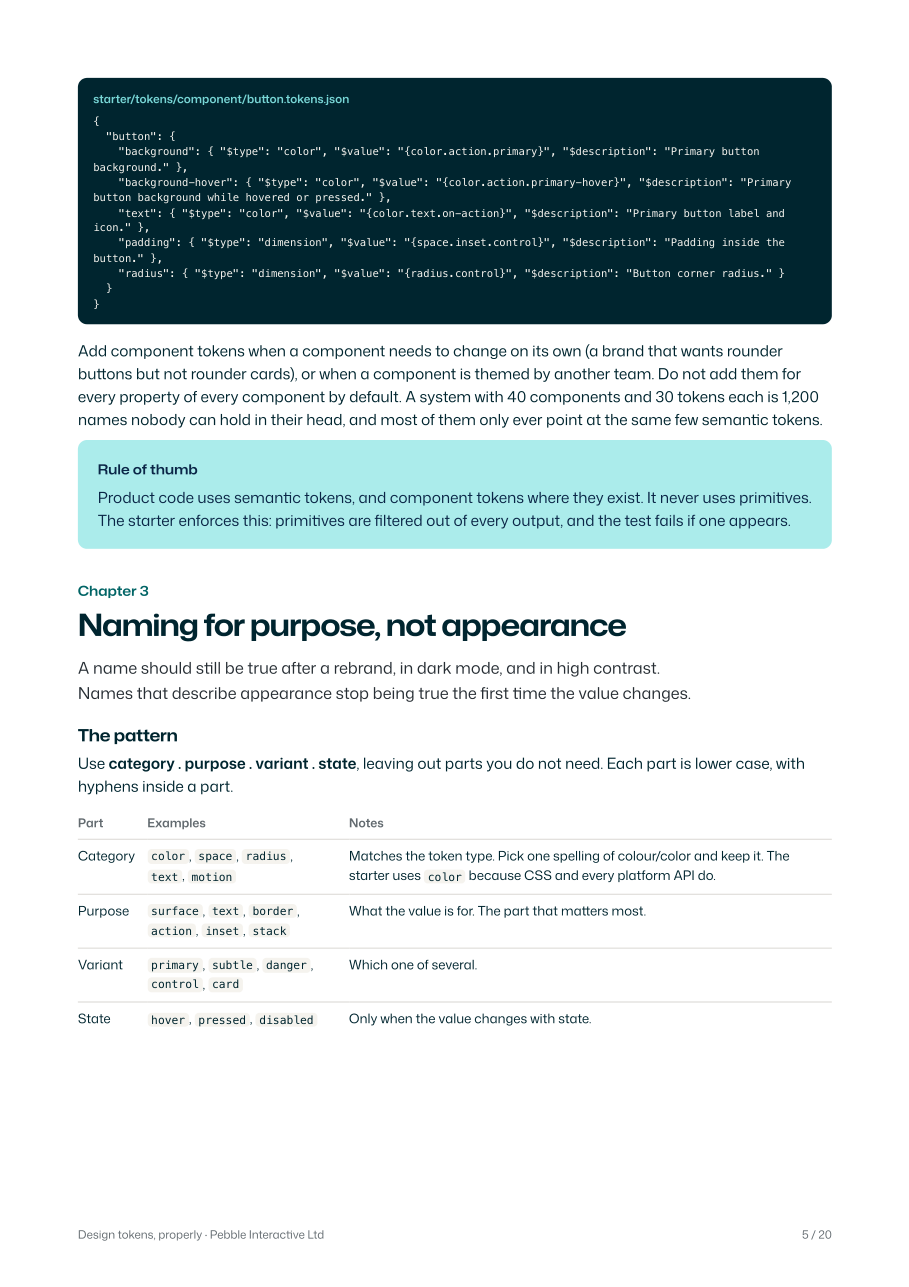 starter/tokens/component/button.tokens.json
{
  "button": {
    "background": { "$type": "color", "$value": "{color.action.primary}", "$description": "Primary button
background." },
    "background-hover": { "$type": "color", "$value": "{color.action.primary-hover}", "$description": "Primary
button background while hovered or pressed." },
    "text": { "$type": "color", "$value": "{color.text.on-action}", "$description": "Primary button label and
icon." },
    "padding": { "$type": "dimension", "$value": "{space.inset.control}", "$description": "Padding inside the
button." },
    "radius": { "$type": "dimension", "$value": "{radius.control}", "$description": "Button corner radius." }
  }
}
Add component tokens when a component needs to change on its own (a brand that wants rounder
buttons but not rounder cards), or when a component is themed by another team. Do not add them for
every property of every component by default. A system with 40 components and 30 tokens each is 1,200
names nobody can hold in their head, and most of them only ever point at the same few semantic tokens.
Rule of thumb
Product code uses semantic tokens, and component tokens where they exist. It never uses primitives.
The starter enforces this: primitives are filtered out of every output, and the test fails if one appears.
Chapter 3
Naming for purpose, not appearance
A name should still be true after a rebrand, in dark mode, and in high contrast.
Names that describe appearance stop being true the first time the value changes.
The pattern
Use category . purpose . variant . state, leaving out parts you do not need. Each part is lower case, with
hyphens inside a part.
Part Examples Notes
Category color, space, radius, Matches the token type. Pick one spelling of colour/color and keep it. The
text, motion starter uses color because CSS and every platform API do.
Purpose surface, text, border, What the value is for. The part that matters most.
action, inset, stack
Variant primary, subtle, danger, Which one of several.
control, card
State hover, pressed, disabled Only when the value changes with state.
Design tokens, properly · Pebble Interactive Ltd 5 / 20